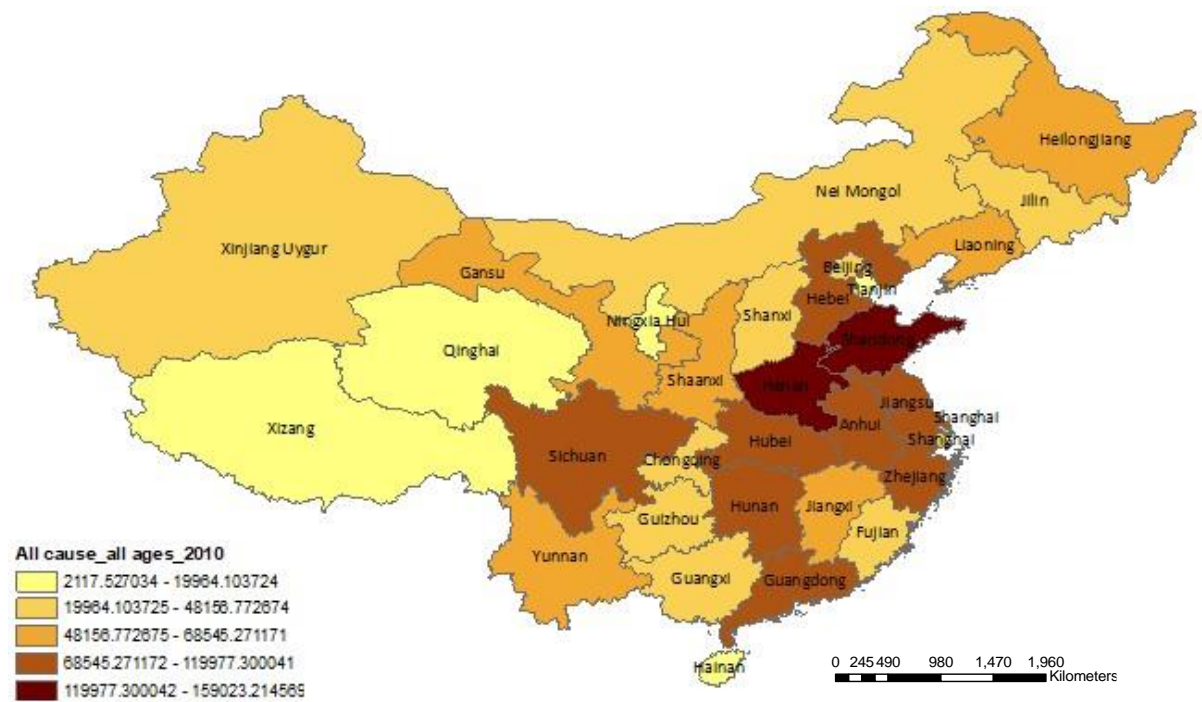 Heilongjiang
Nei Mongol
Jilin
Xinjiang Uygur
Liaoning
Gansu
Beijing
Tianjin
Hebei
Shanxi
Ningxia Hui
Shandong
Qinghai
Shaanxi
Henan
Jiangsu
Shanghai
Xizang
Anhui
Hubei
Shanghai
Sichuan
Chongqing
Zhejiang
Hunan
Jiangxi
Guizhou
Fujian
Yunnan
Guangxi
Guangdong
Hainan
All cause_all ages_2010
2117.527034 - 19964.103724
19964.103725 - 48156.772674
48156.772675 - 68545.271171
68545.271172 - 119977.300041
119977.300042 - 159023.214569
0 245 490 980 1,470 1,960
Kilometers